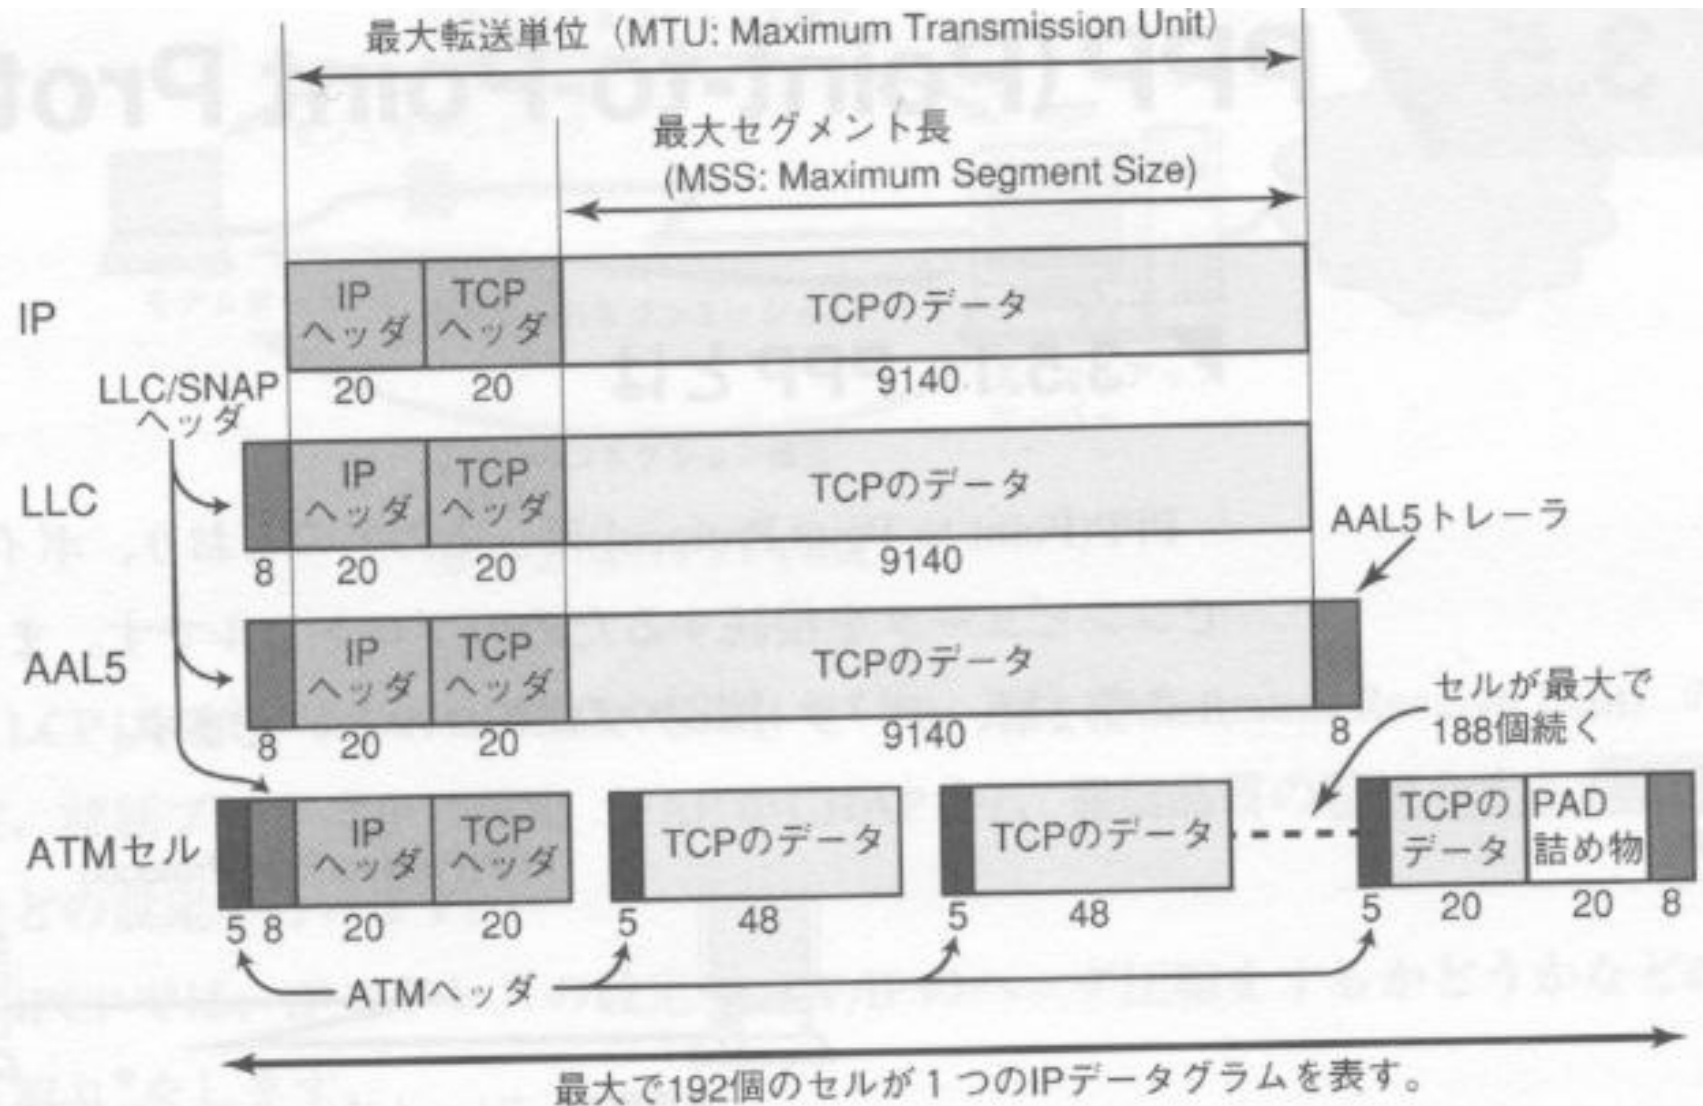 最大転送単位（MTU: Maximum Transmission Unit）
最大セグメント長
(MSS: Maximum Segment Size)
IP
IP
ヘッダ
TCP
ヘッダ
TCPのデータ
20
20
9140
LLC/SNAP
ヘッダ
LLC
IP
ヘッダ
TCP
ヘッダ
TCPのデータ
8
20
20
9140
AAL5トレーラ
AAL5
IP
ヘッダ
TCP
ヘッダ
TCPのデータ
8
20
20
9140
8
セルが最大で
188個続く
ATMセル
IP
ヘッダ
TCP
ヘッダ
TCPのデータ
TCPのデータ
TCPの
データ
PAD
詰め物
5
8
20
20
5
48
5
48
5
20
20
8
ATMヘッダ
最大で192個のセルが１つのIPデータグラムを表す。